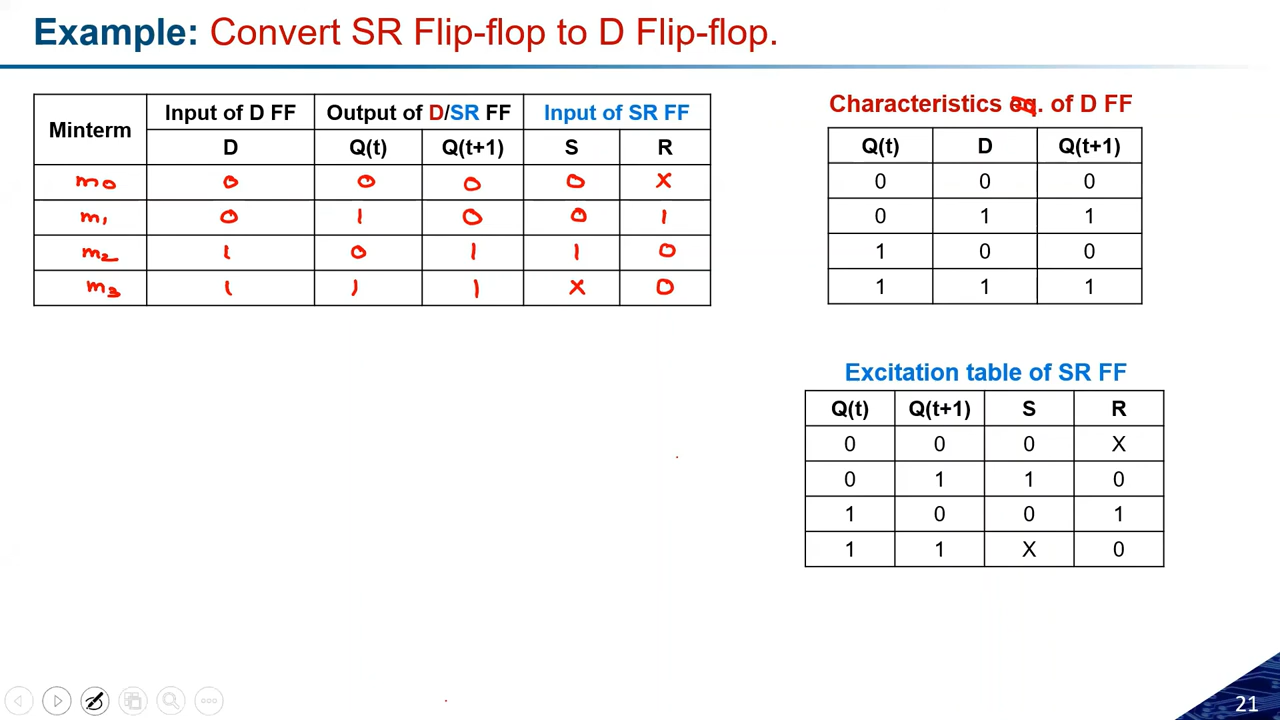 Example: Convert SR Flip-flop to D Flip-flop.
Minterm Input of D FF Output of D/SR FF Input of SR FF
D Q(t) Q(t+1) S R
m0 0 0 0 0 X
m1 0 1 0 0 1
m2 1 0 1 1 0
m3 1 1 1 X 0
Characteristics eq. of D FF
Q(t) D Q(t+1)
0 0 0
0 1 1
1 0 0
1 1 1
Excitation table of SR FF
Q(t) Q(t+1) S R
0 0 0 X
0 1 1 0
1 0 0 1
1 1 X 0
21